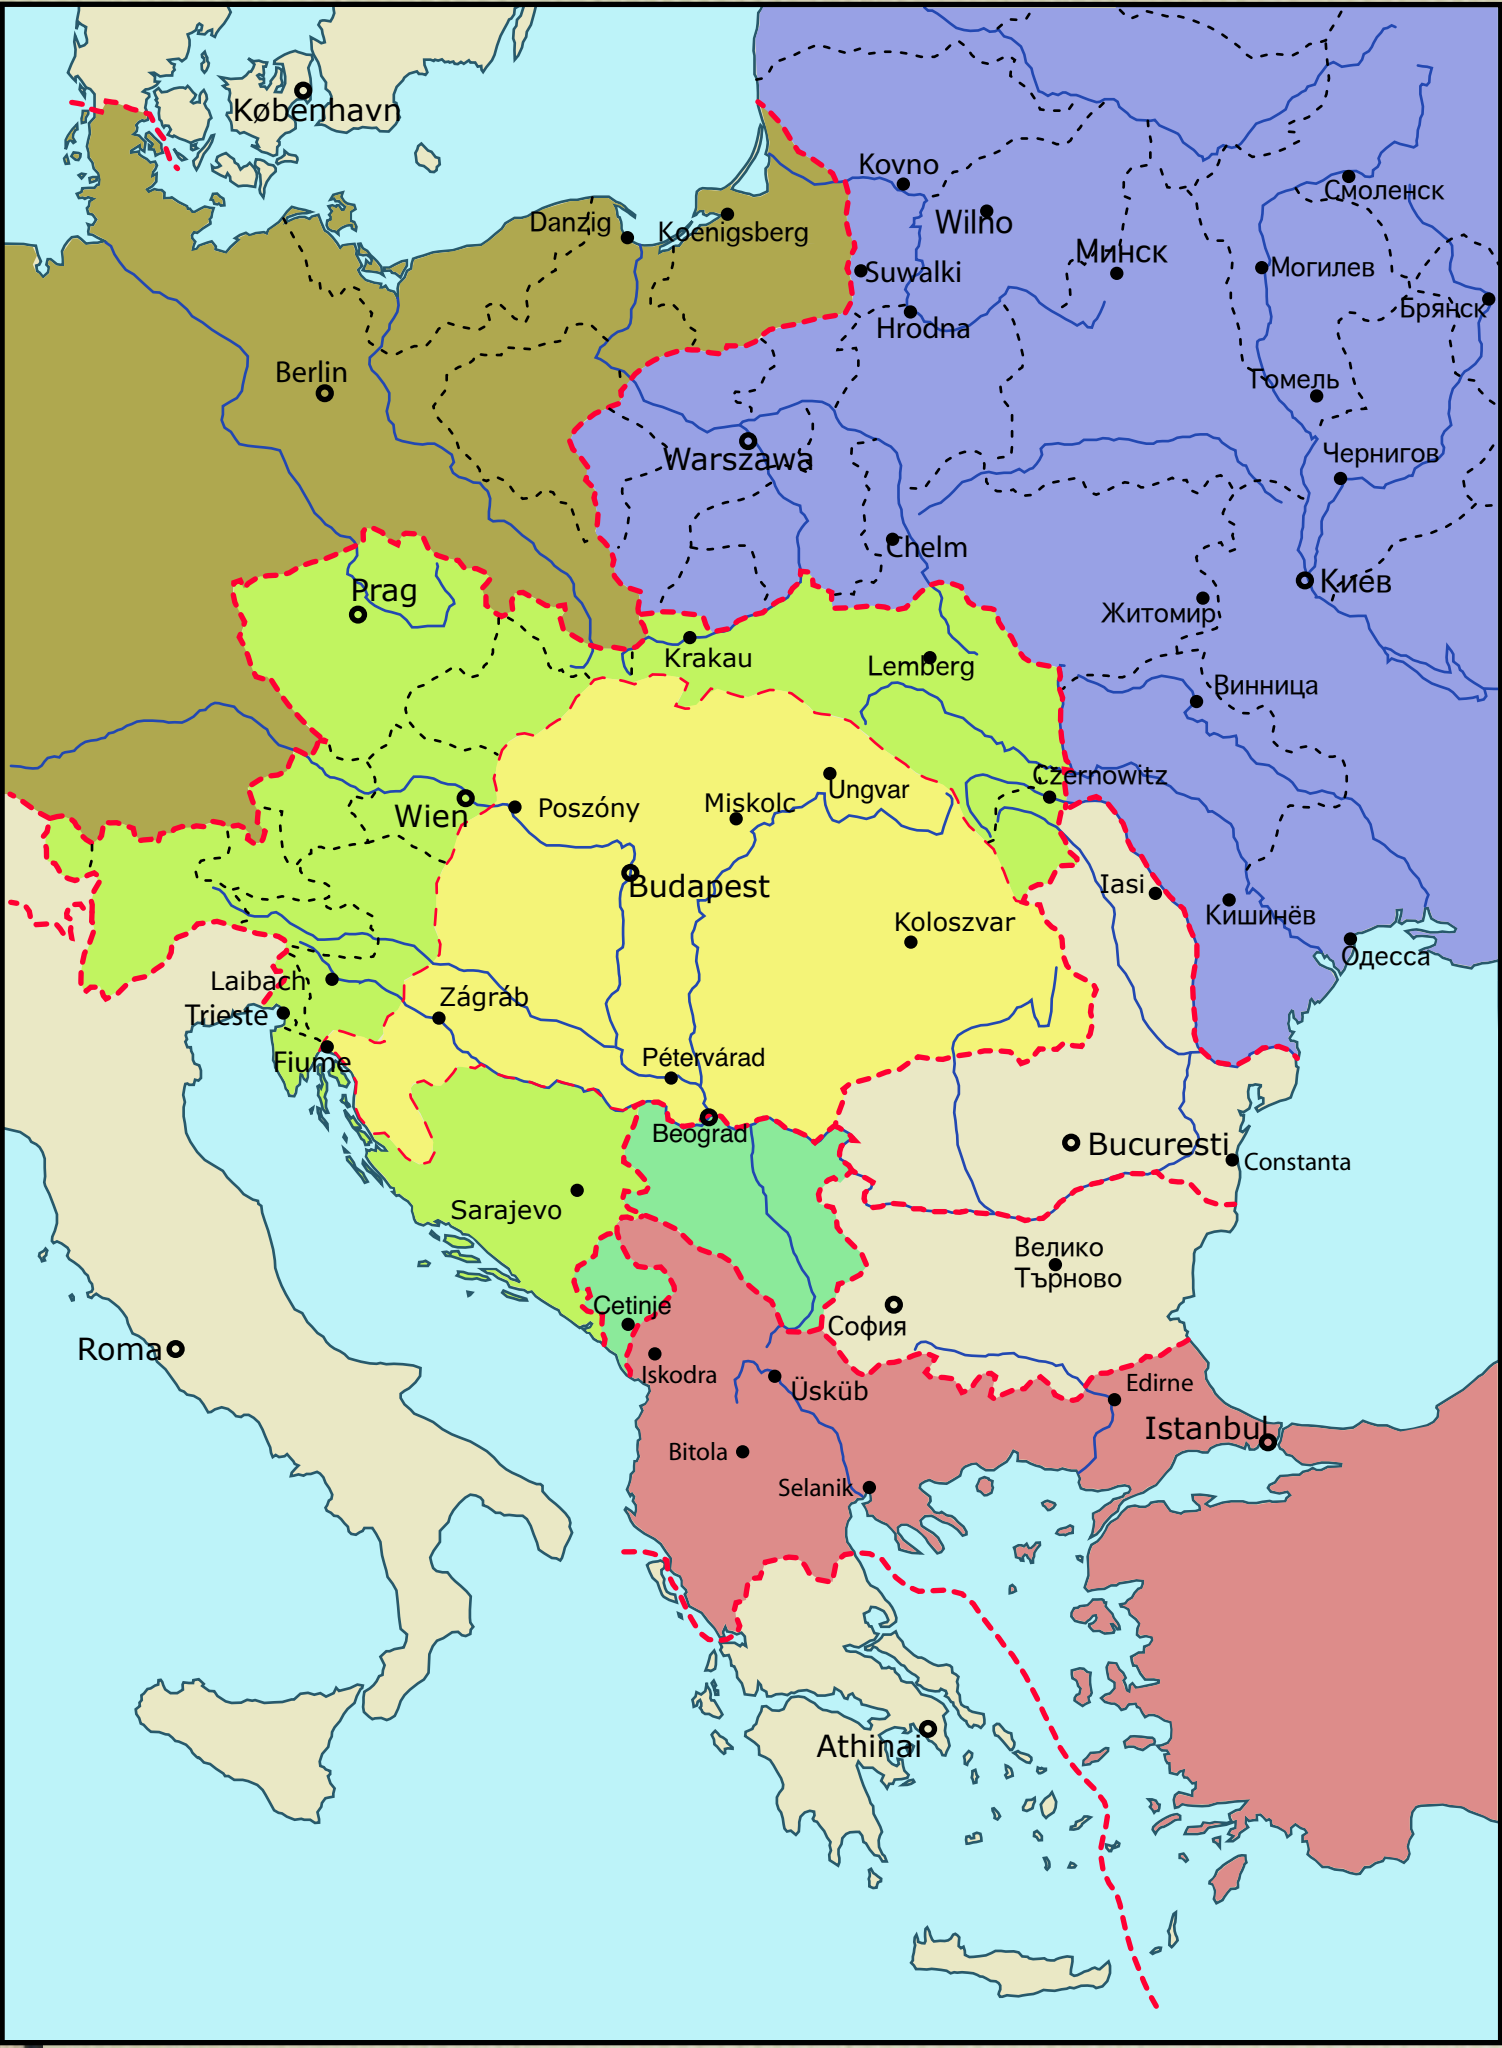 København
Kovno
Смоленск
Wilno
Danzig
Koenigsberg
Минск
Suwalki
Могилев
Hrodna
Брянск
Berlin
Гомель
Warszawa
Чернигов
Chelm
Prag
Киев
Житомир
Krakau
Lemberg
Винница
Czernowitz
Ungvar
Wien
Poszóny
Miskolc
Budapest
Iasi
Koloszvar
Кишинёв
Одесса
Laibach
Trieste
Zágráb
Fiume
Pétervárad
Beograd
Bucuresti
Constanta
Sarajevo
Велико
Търново
Cetinje
София
Roma
Iskodra
Üsküb
Edirne
Istanbul
Bitola
Selanik
Athinai